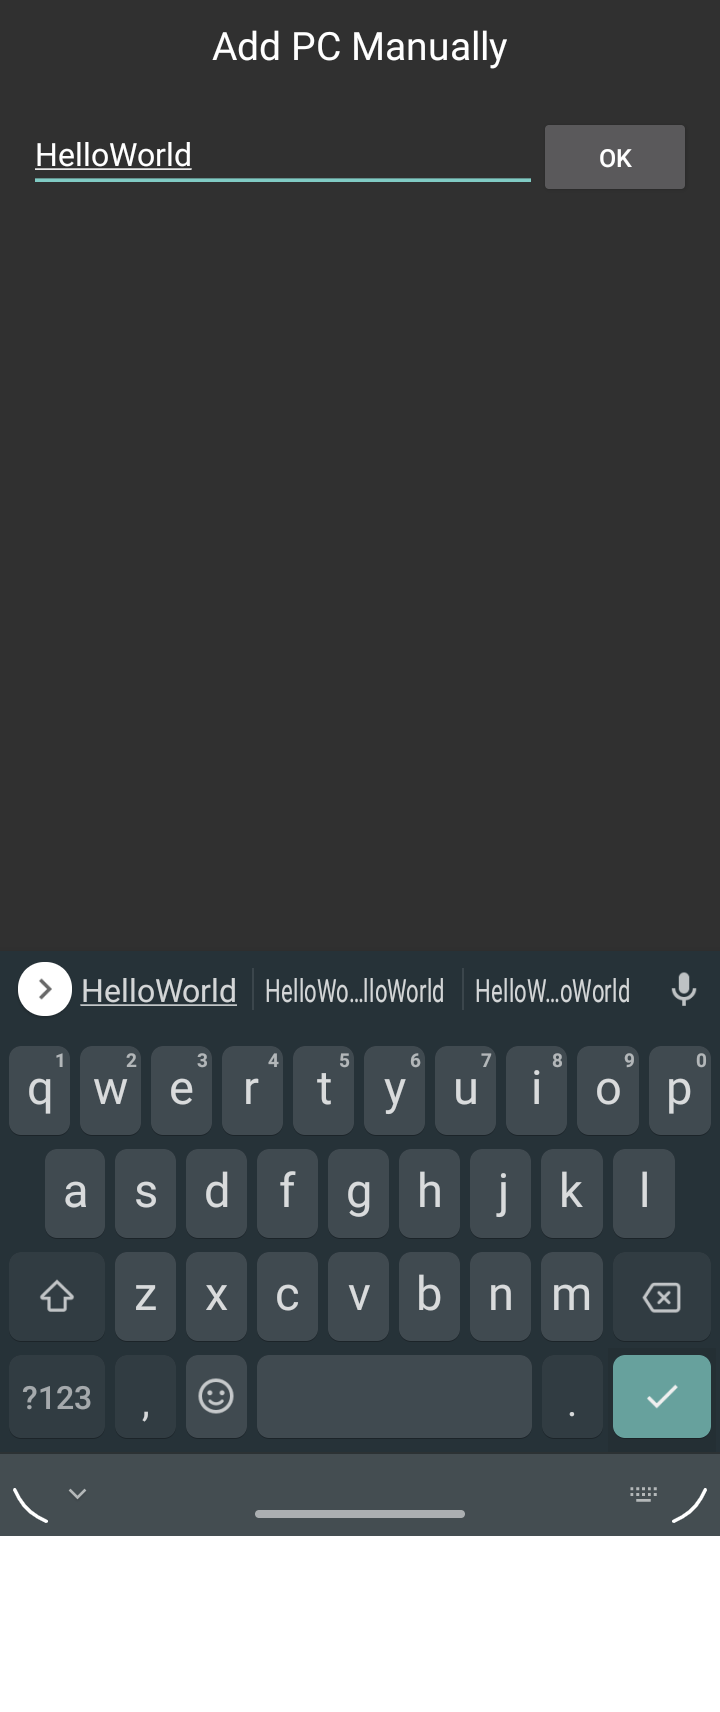 Add PC Manually
HelloWorld OK
HelloWorld HelloWo...lloWorld HelloW...oWorld
1 2 3 4 5 6 7 8 9 0
q w e r t y u i o p
a s d f g h j k l
z x c v b n m
?123 , .